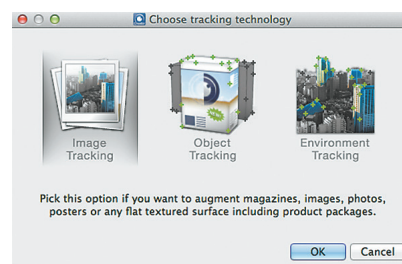 Choose tracking technology
Image
Tracking
Object
Tracking
Environment
Tracking
Pick this option if you want to augment magazines, images, photos,
posters or any flat textured surface including product packages.
OK
Cancel